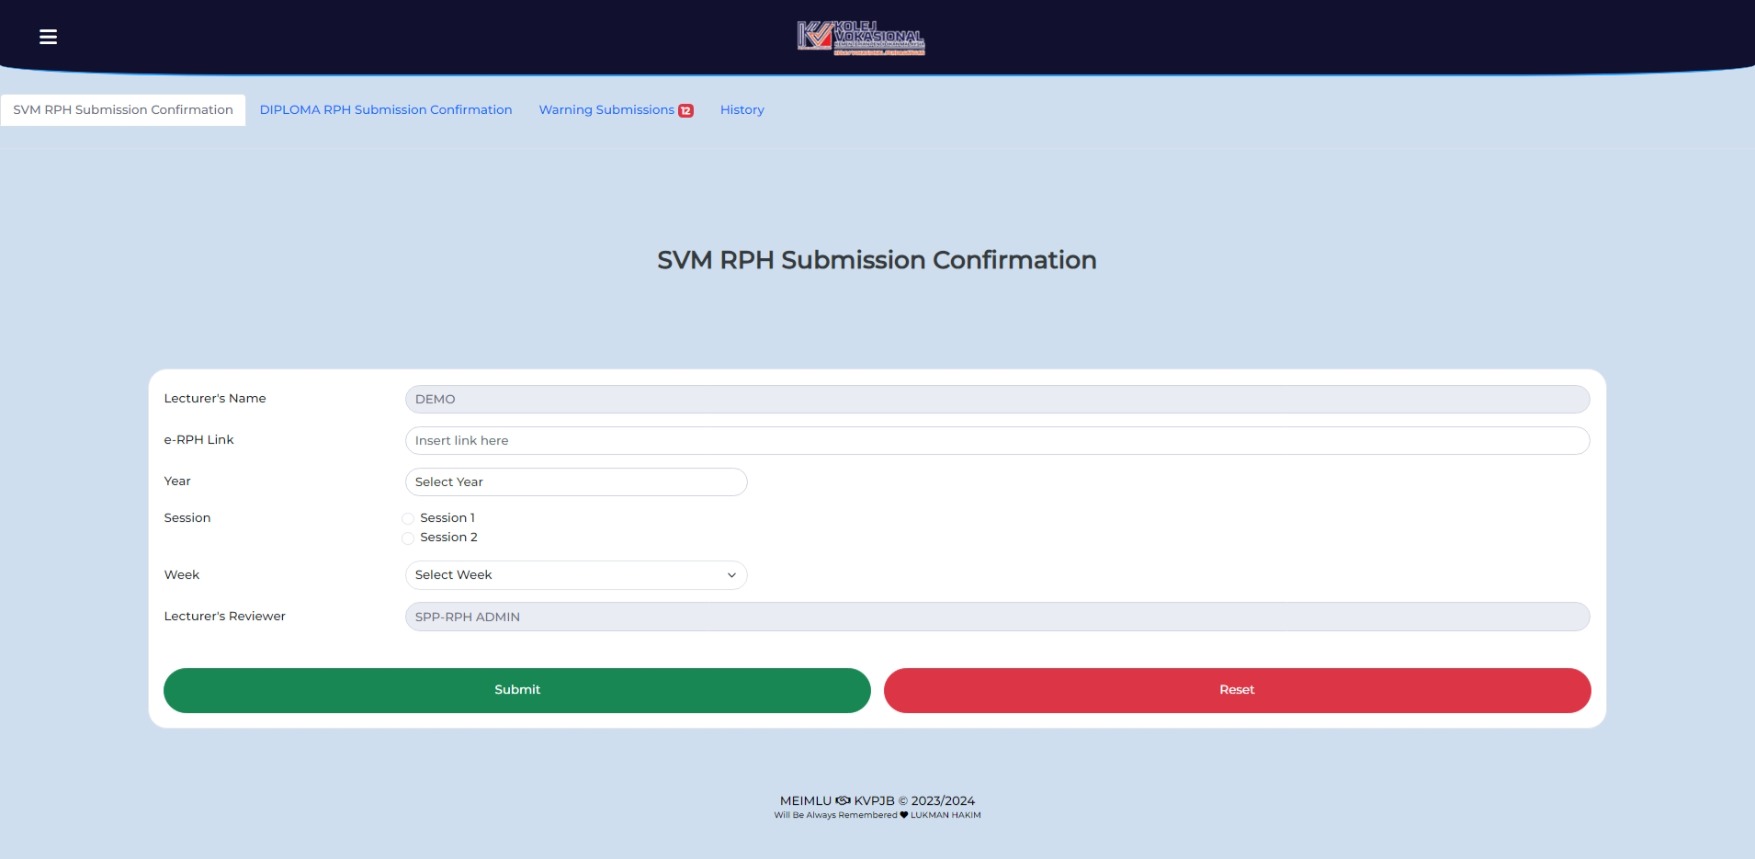 KOLEJ
VOKASIONAL
SVM RPH Submission Confirmation
DIPLOMA RPH Submission Confirmation
Warning Submissions 12
History
SVM RPH Submission Confirmation
Lecturer's Name
DEMO
e-RPH Link
Insert link here
Year
Select Year
Session
Session 1
Session 2
Week
Select Week
Lecturer's Reviewer
SPP-RPH ADMIN
Submit
Reset
MEIMLU KVPJB © 2023/2024
Will Be Always Remembered ♥ LUKMAN HAKIM